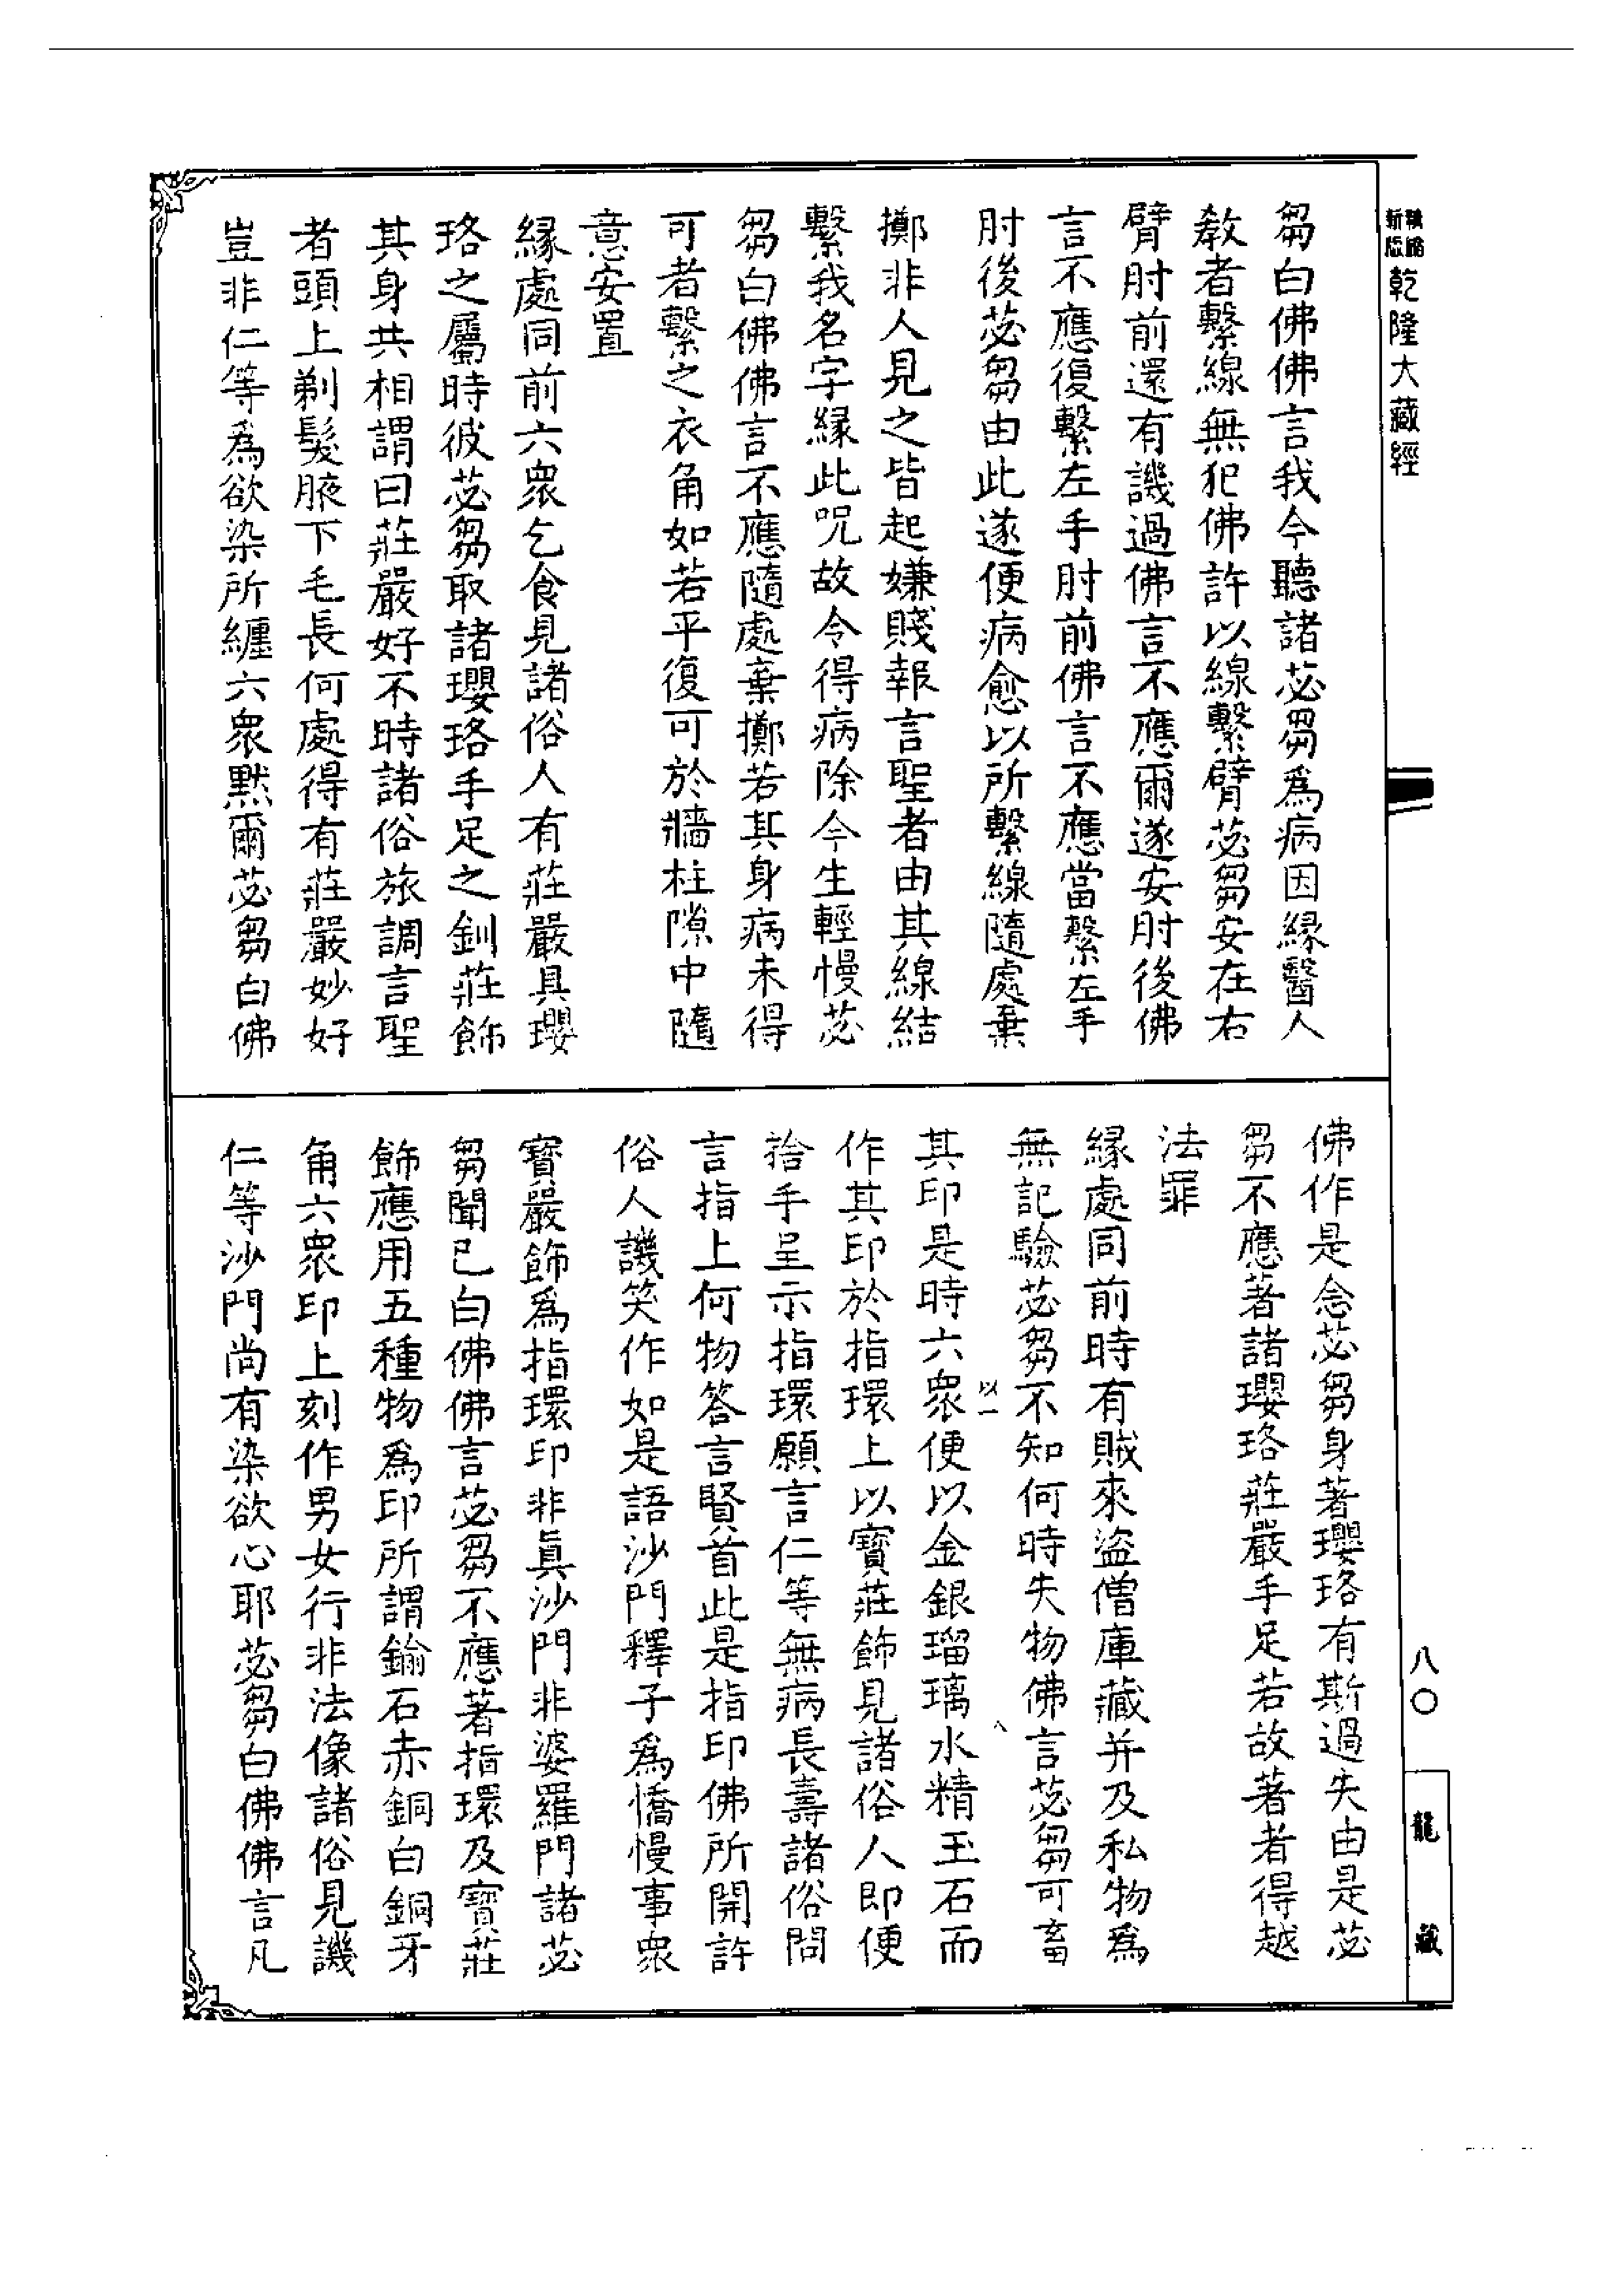 乾隆大藏經
芻白佛佛言我今聽諸苾芻爲病因緣醫人
教者繫線無犯佛許以線繫臂苾芻安在右
臂肘前還有譏過佛言不應爾遂安肘後佛
言不應復繫左手肘前佛言不應當繫左手
肘後苾芻由此遂便病愈以所繫線隨處棄
擲非人見之皆起嫌賤報言聖者由其線結
繫我名字緣此呪故令得病除今生輕慢苾
芻白佛佛言不應隨處棄擲若其身病未得
可者繫之衣角如若平復可於牆柱隙中隨
意安置
緣處同前六衆乞食見諸俗人有莊嚴具瓔
珞之屬時彼苾芻取諸瓔珞手足之釧莊飾
其身共相謂曰莊嚴好不時諸俗旅調言聖
者頭上剃髮腋下毛長何處得有莊嚴妙好
豈非仁等爲欲染所纏六衆默爾苾芻白佛
佛作是念苾芻身著瓔珞有斯過失由是苾
芻不應著諸瓔珞莊嚴手足若故著者得越
法罪
緣處同前時有賊來盜僧庫藏并及私物爲
無記驗苾芻不知何時失物佛言苾芻可畜
其印是時六衆便以金銀瑠璃水精玉石而
作其印於指環上以寶莊飾見諸俗人即便
捨手呈示指環願言仁等無病長壽諸俗問
言指上何物答言賢首此是指印佛所開許
俗人譏笑作如是語沙門釋子爲憍慢事衆
寶嚴飾爲指環印非眞沙門非婆羅門諸苾
芻聞已白佛佛言苾芻不應著指環及寶莊
飾應用五種物爲印所謂鍮石赤銅白銅牙
角六衆印上刻作男女行非法像諸俗見譏
仁等沙門尚有染欲心耶苾芻白佛佛言凡
八〇
龍藏